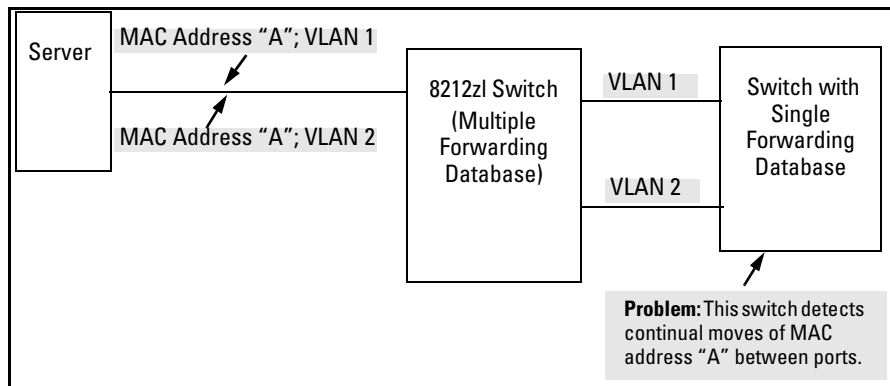 Server
MAC Address “A”; VLAN 1
MAC Address “A”; VLAN 2
8212zl Switch
(Multiple
Forwarding
Database)
VLAN 1
VLAN 2
Switch with
Single
Forwarding
Database
Problem: This switch detects
continual moves of MAC
address “A” between ports.